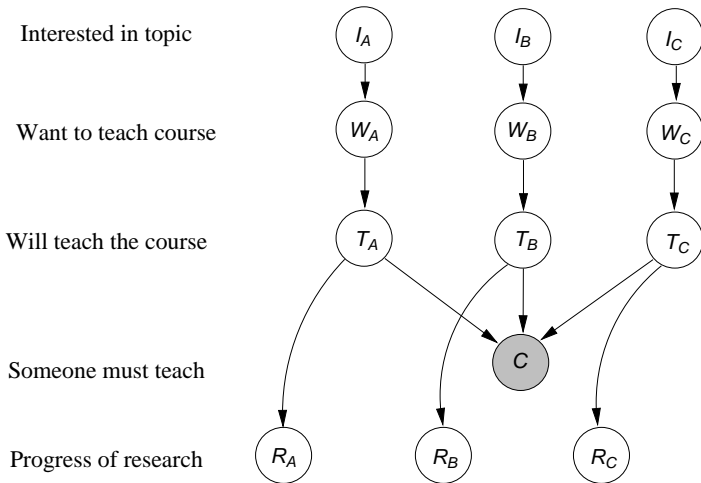 Interested in topic I_A I_B I_C
Want to teach course W_A W_B W_C
Will teach the course T_A T_B T_C
Someone must teach C
Progress of research R_A R_B R_C